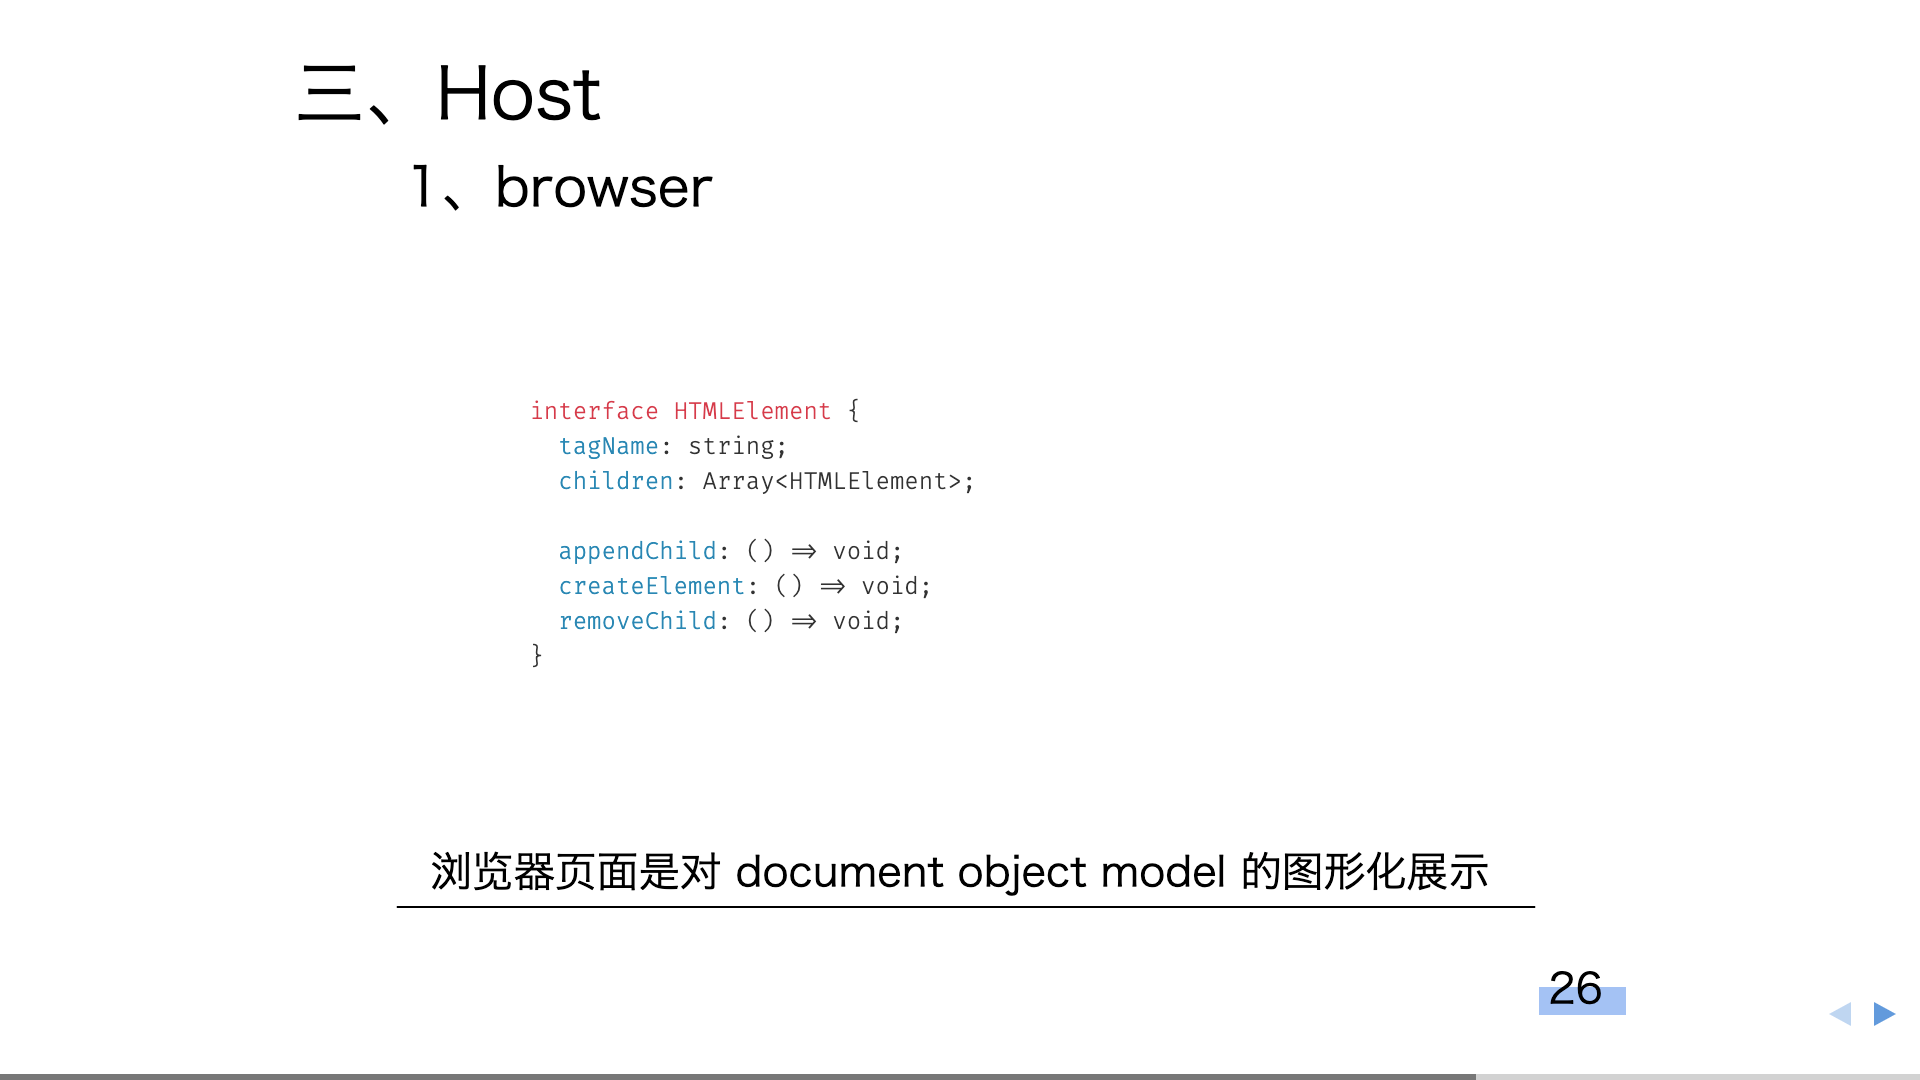 三、Host
1、browser
interface HTMLElement {
  tagName: string;
  children: Array<HTMLElement>;
  appendChild: () => void;
  createElement: () => void;
  removeChild: () => void;
}
浏览器页面是对 document object model 的图形化展示
26